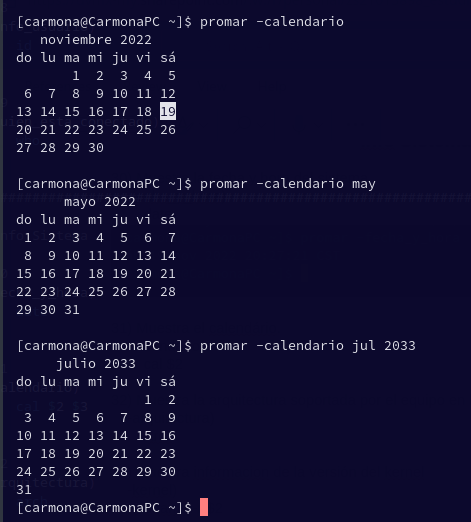 [carmona@CarmonaPC ~]$ promar -calendario
noviembre 2022
do lu ma mi ju vi sá
1 2 3 4 5
6 7 8 9 10 11 12
13 14 15 16 17 18 19
20 21 22 23 24 25 26
27 28 29 30
[carmona@CarmonaPC ~]$ promar -calendario may
mayo 2022
do lu ma mi ju vi sá
1 2 3 4 5 6 7
8 9 10 11 12 13 14
15 16 17 18 19 20 21
22 23 24 25 26 27 28
29 30 31
[carmona@CarmonaPC ~]$ promar -calendario jul 2033
julio 2033
do lu ma mi ju vi sá
1 2
3 4 5 6 7 8 9
10 11 12 13 14 15 16
17 18 19 20 21 22 23
24 25 26 27 28 29 30
31
[carmona@CarmonaPC ~]$